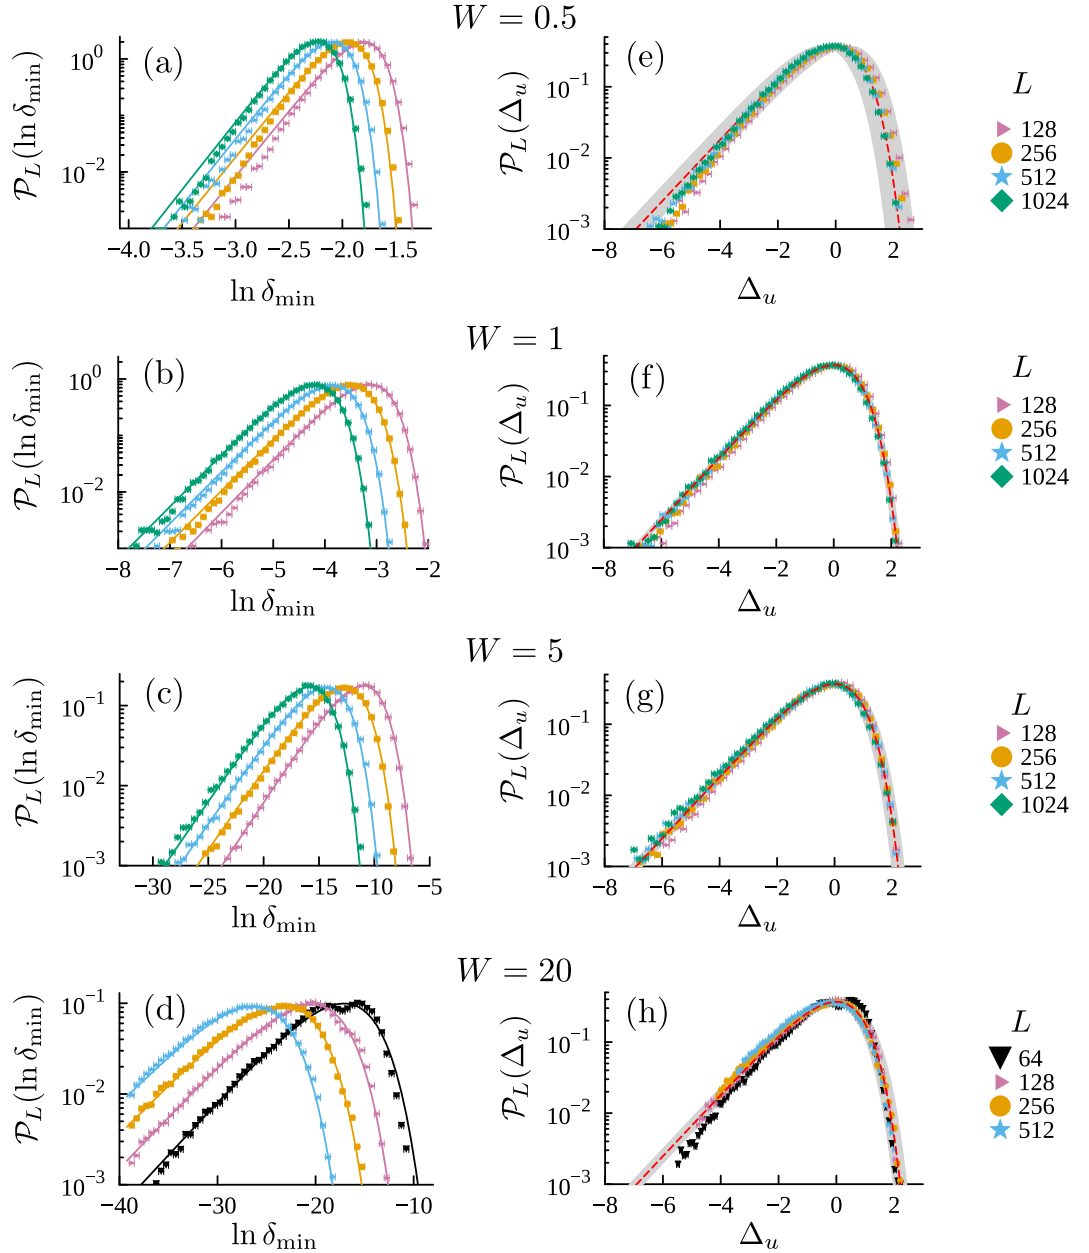 W = 0.5
(a)
10⁰
10⁻²
P_L(ln δ_min)
−4.0 −3.5 −3.0 −2.5 −2.0 −1.5
ln δ_min
(e)
10⁻¹
10⁻²
10⁻³
P_L(Δ_u)
−8 −6 −4 −2 0 2
Δ_u
L
128
256
512
1024
W = 1
(b)
10⁰
10⁻²
P_L(ln δ_min)
−8 −7 −6 −5 −4 −3 −2
ln δ_min
(f)
10⁻¹
10⁻²
10⁻³
P_L(Δ_u)
−8 −6 −4 −2 0 2
Δ_u
L
128
256
512
1024
W = 5
(c)
10⁻¹
10⁻²
10⁻³
P_L(ln δ_min)
−30 −25 −20 −15 −10 −5
ln δ_min
(g)
10⁻¹
10⁻²
10⁻³
P_L(Δ_u)
−8 −6 −4 −2 0 2
Δ_u
L
128
256
512
1024
W = 20
(d)
10⁻¹
10⁻²
10⁻³
P_L(ln δ_min)
−40 −30 −20 −10
ln δ_min
(h)
10⁻¹
10⁻²
10⁻³
P_L(Δ_u)
−8 −6 −4 −2 0 2
Δ_u
L
64
128
256
512